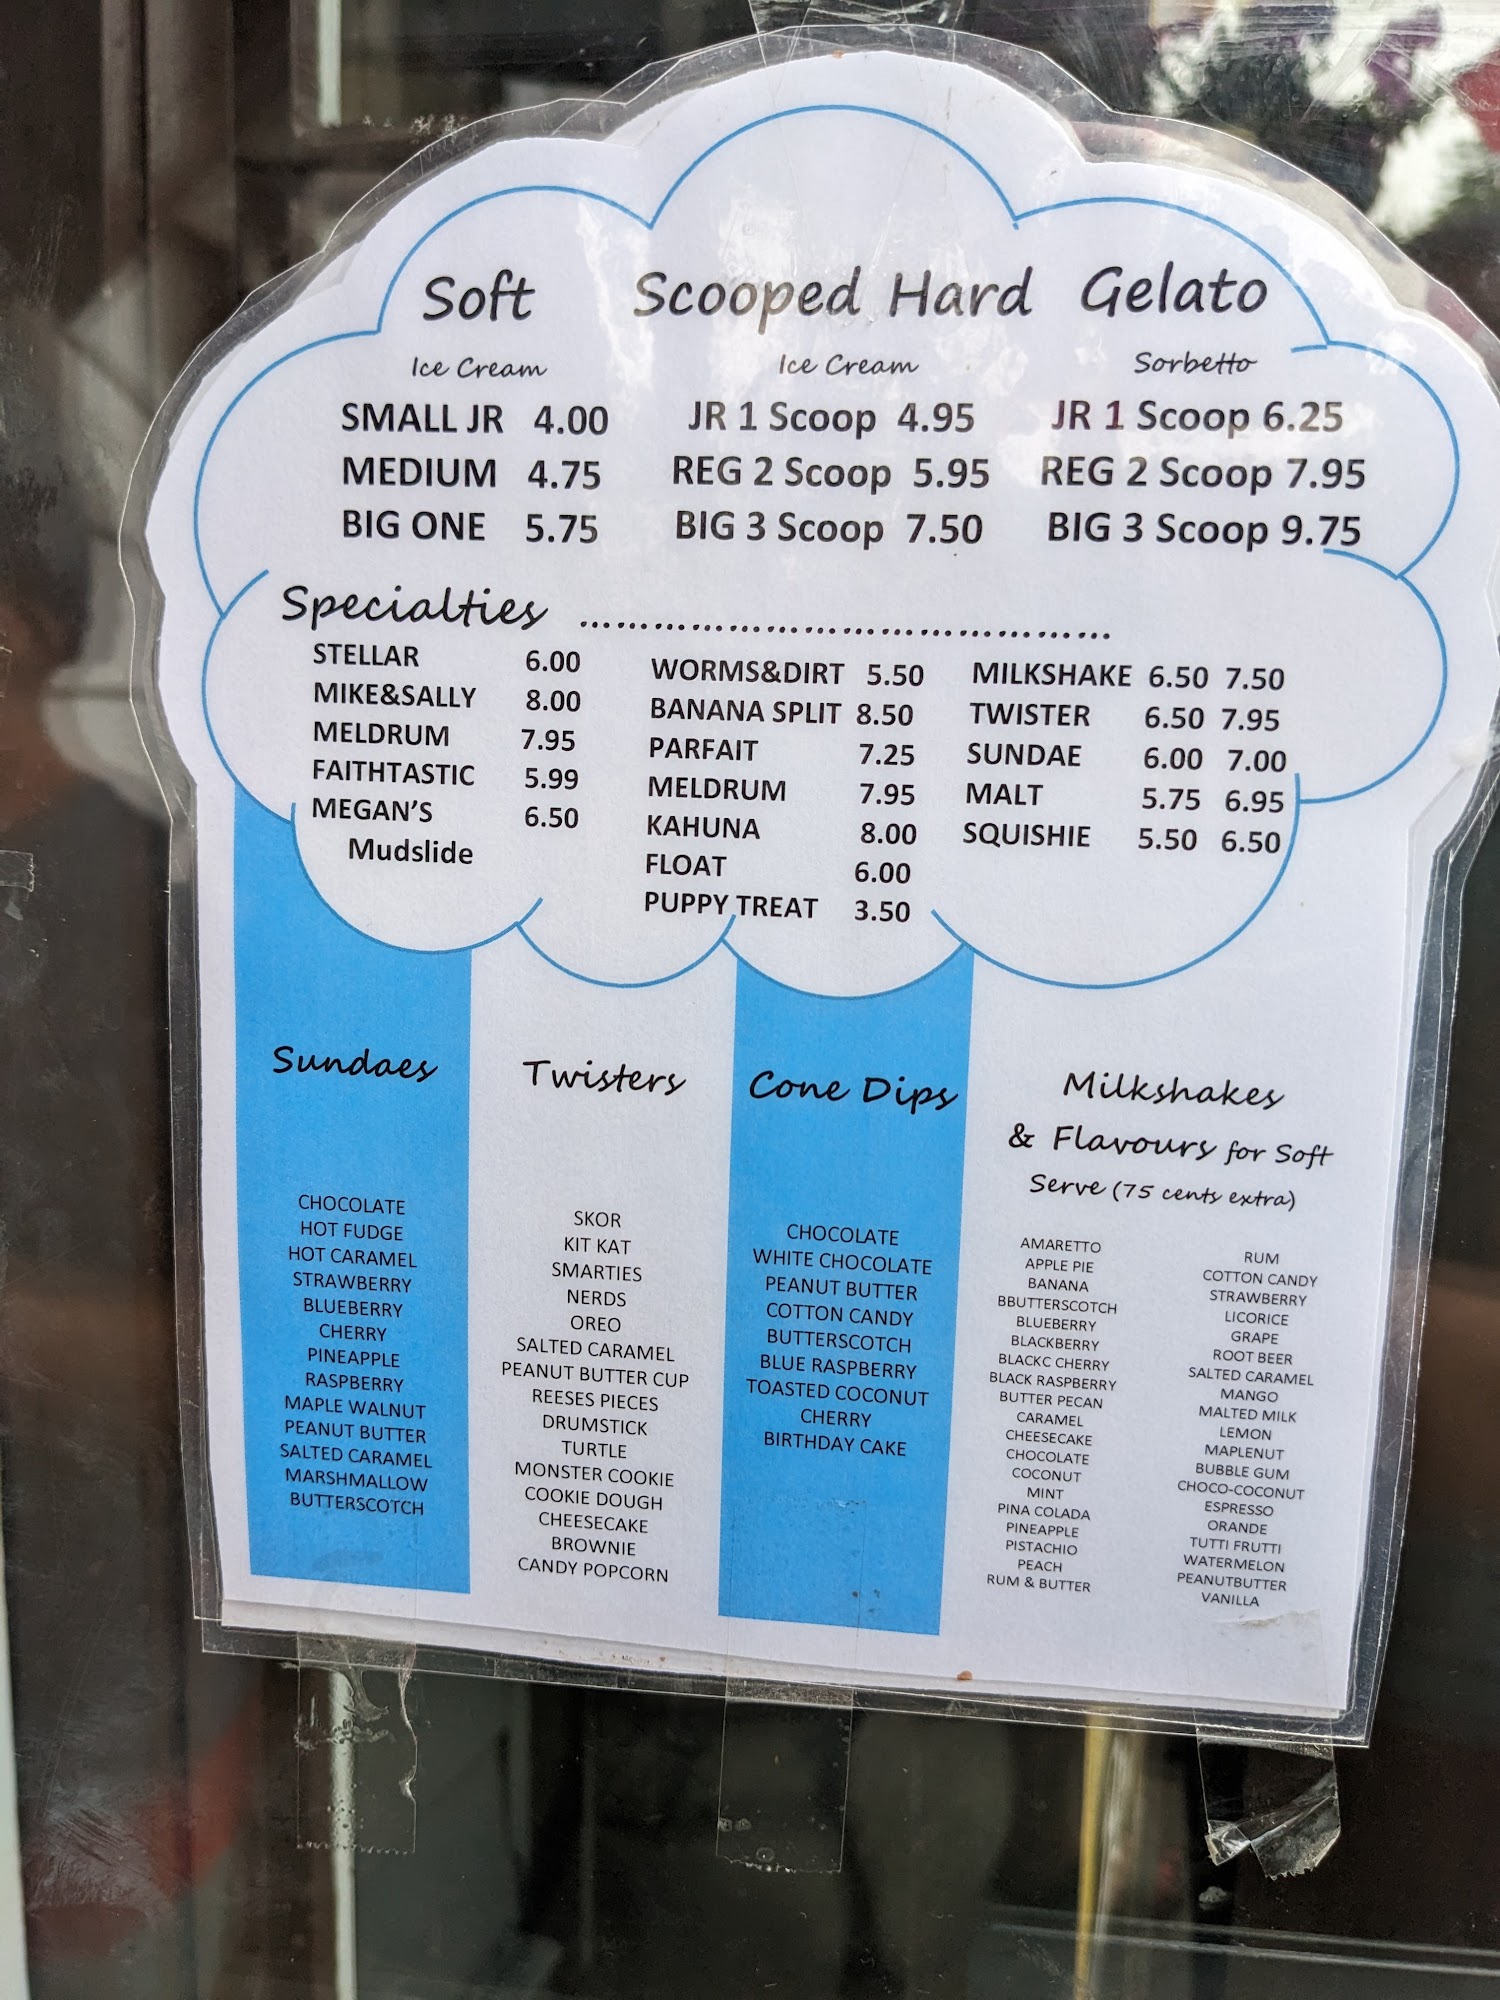 Soft
Ice Cream
SMALL JR 4.00
MEDIUM 4.75
BIG ONE 5.75
Scooped Hard
Ice Cream
JR 1 Scoop 4.95
REG 2 Scoop 5.95
BIG 3 Scoop 7.50
Gelato
Sorbetto
JR 1 Scoop 6.25
REG 2 Scoop 7.95
BIG 3 Scoop 9.75
Specialties ..........................................
STELLAR 6.00
MIKE&SALLY 8.00
MELDRUM 7.95
FAITHTASTIC 5.99
MEGAN'S 6.50
Mudslide
WORMS&DIRT 5.50
BANANA SPLIT 8.50
PARFAIT 7.25
MELDRUM 7.95
KAHUNA 8.00
FLOAT 6.00
PUPPY TREAT 3.50
MILKSHAKE 6.50 7.50
TWISTER 6.50 7.95
SUNDAE 6.00 7.00
MALT 5.75 6.95
SQUISHIE 5.50 6.50
Sundaes
CHOCOLATE
HOT FUDGE
HOT CARAMEL
STRAWBERRY
BLUEBERRY
CHERRY
PINEAPPLE
RASPBERRY
MAPLE WALNUT
PEANUT BUTTER
SALTED CARAMEL
MARSHMALLOW
BUTTERSCOTCH
Twisters
SKOR
KIT KAT
SMARTIES
NERDS
OREO
SALTED CARAMEL
PEANUT BUTTER CUP
REESES PIECES
DRUMSTICK
TURTLE
MONSTER COOKIE
COOKIE DOUGH
CHEESECAKE
BROWNIE
CANDY POPCORN
Cone Dips
CHOCOLATE
WHITE CHOCOLATE
PEANUT BUTTER
COTTON CANDY
BUTTERSCOTCH
BLUE RASPBERRY
TOASTED COCONUT
CHERRY
BIRTHDAY CAKE
Milkshakes
& Flavours for Soft
Serve (75 cents extra)
AMARETTO
APPLE PIE
BANANA
BBUTTERSCOTCH
BLUEBERRY
BLACKBERRY
BLACKC CHERRY
BLACK RASPBERRY
BUTTER PECAN
CARAMEL
CHEESECAKE
CHOCOLATE
COCONUT
MINT
PINA COLADA
PINEAPPLE
PISTACHIO
PEACH
RUM & BUTTER
RUM
COTTON CANDY
STRAWBERRY
LICORICE
GRAPE
ROOT BEER
SALTED CARAMEL
MANGO
MALTED MILK
LEMON
MAPLENUT
BUBBLE GUM
CHOCO-COCONUT
ESPRESSO
ORANDE
TUTTI FRUTTI
WATERMELON
PEANUTBUTTER
VANILLA